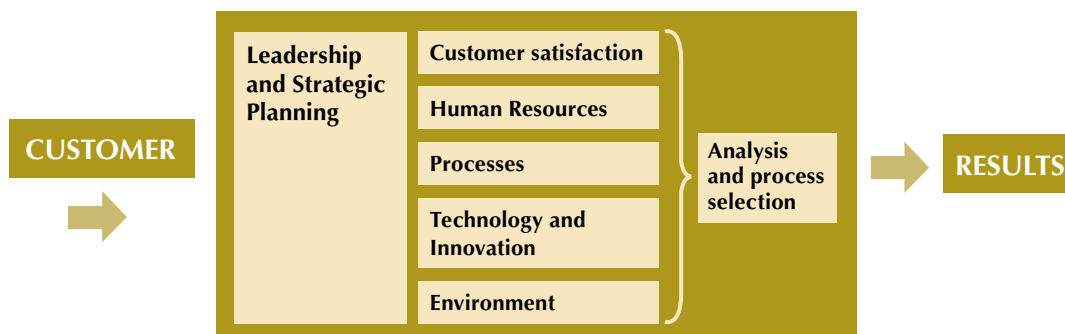 CUSTOMER
Leadership
and Strategic
Planning
Customer satisfaction
Human Resources
Processes
Technology and
Innovation
Environment
Analysis
and process
selection
RESULTS